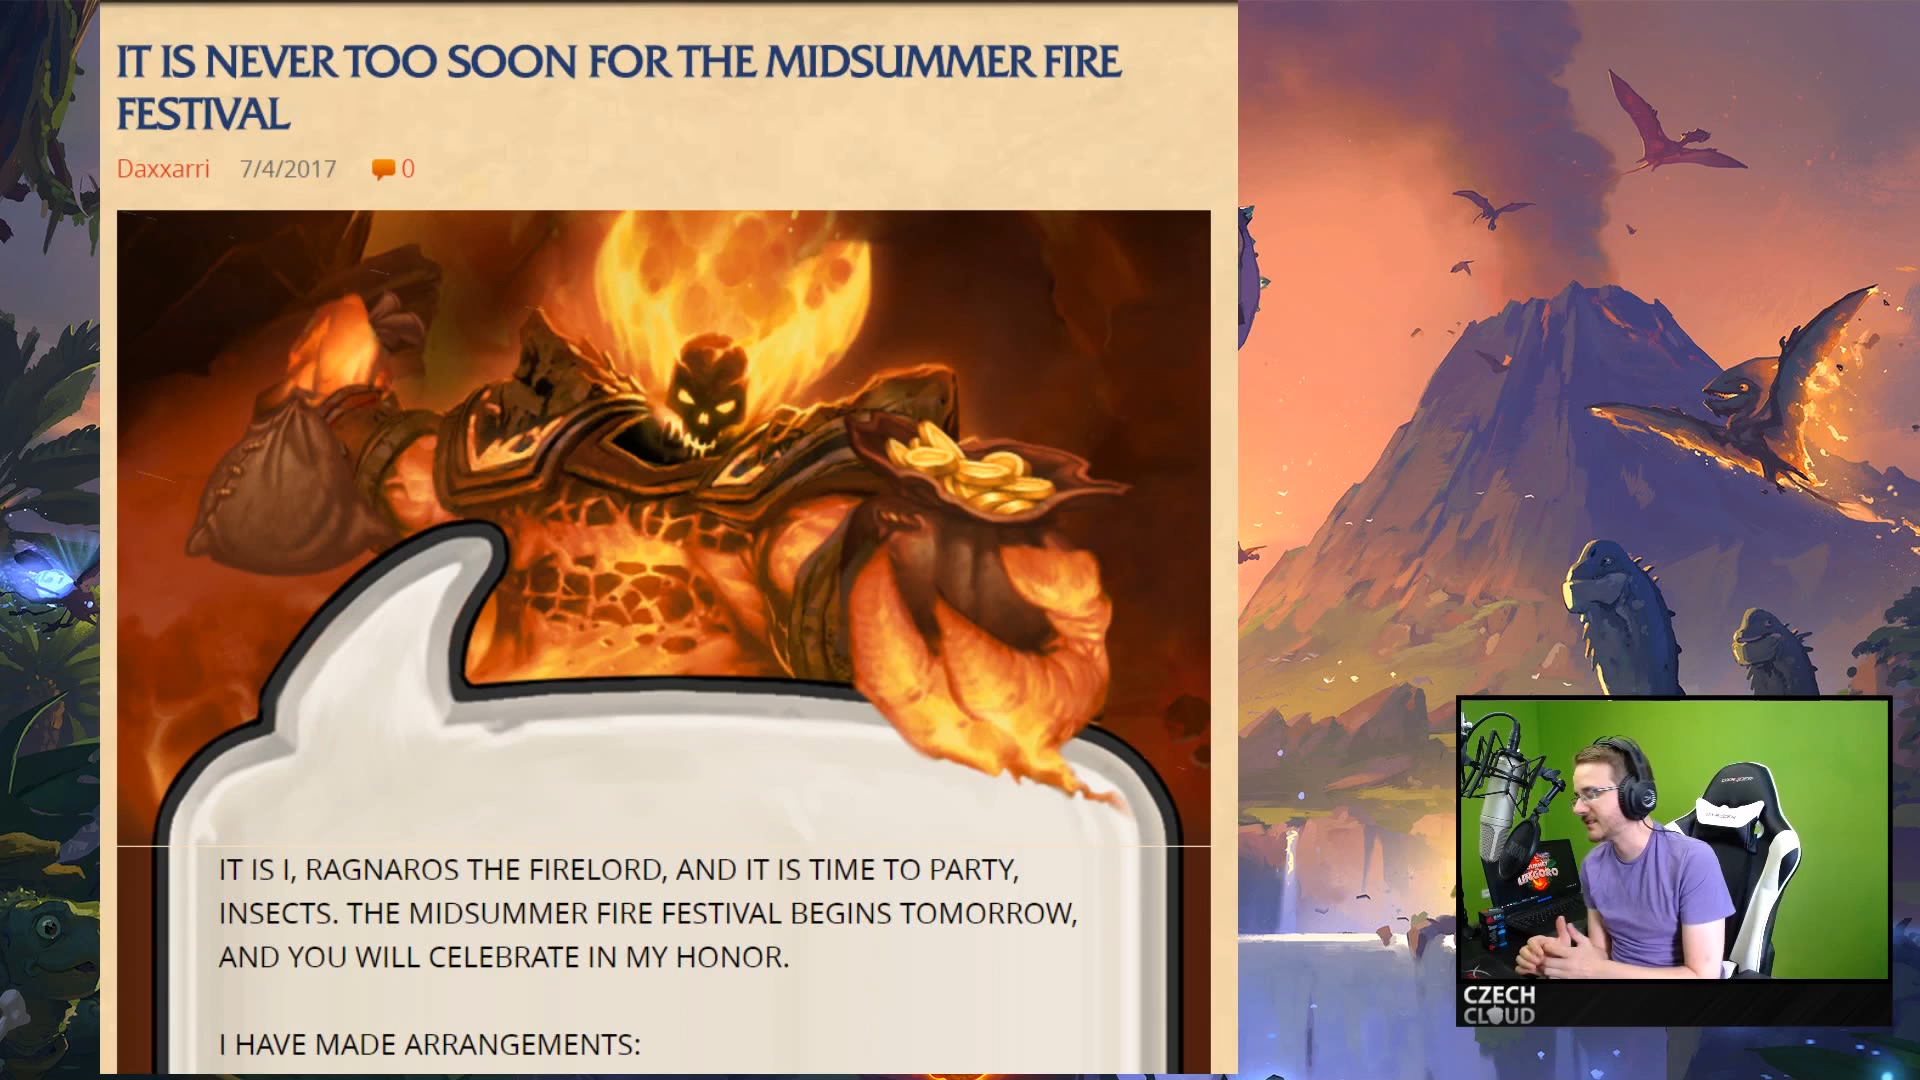 IT IS NEVER TOO SOON FOR THE MIDSUMMER FIRE
FESTIVAL
Daxxarri 7/4/2017 0
IT IS I, RAGNAROS THE FIRELORD, AND IT IS TIME TO PARTY,
INSECTS. THE MIDSUMMER FIRE FESTIVAL BEGINS TOMORROW,
AND YOU WILL CELEBRATE IN MY HONOR.
I HAVE MADE ARRANGEMENTS:
UN'GORO
CZECH
CLOUD